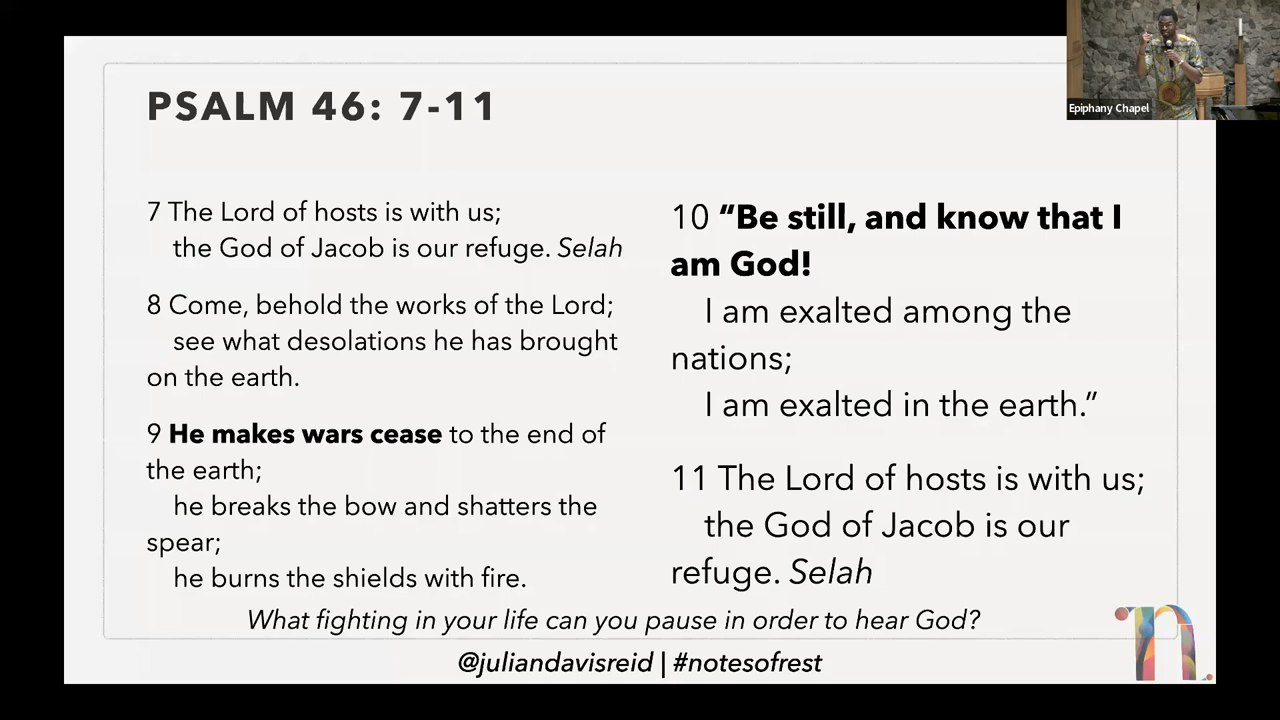 PSALM 46: 7-11
7 The Lord of hosts is with us;
the God of Jacob is our refuge. Selah
8 Come, behold the works of the Lord;
see what desolations he has brought
on the earth.
9 He makes wars cease to the end of
the earth;
he breaks the bow and shatters the
spear;
he burns the shields with fire.
10 “Be still, and know that I
am God!
I am exalted among the
nations;
I am exalted in the earth.”
11 The Lord of hosts is with us;
the God of Jacob is our
refuge. Selah
What fighting in your life can you pause in order to hear God?
@juliandavisreid | #notesofrest
n.
Epiphany Chapel